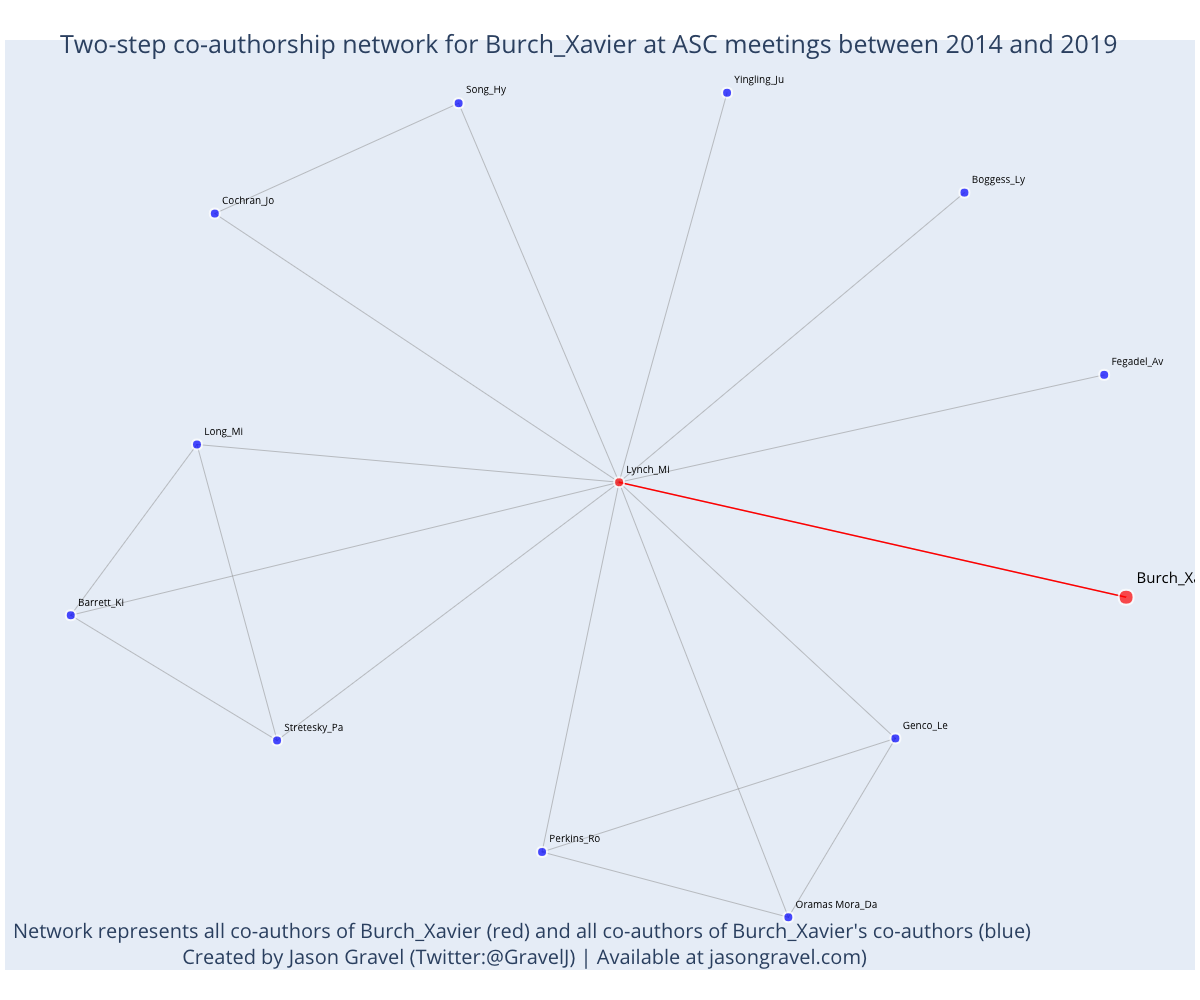 Two-step co-authorship network for Burch_Xavier at ASC meetings between 2014 and 2019
Yingling_Ju
Song_Hy
Boggess_Ly
Cochran_Jo
Fegadel_Av
Long_Mi
Lynch_Mi
Burch_Xa
Barrett_Ki
Stretesky_Pa
Genco_Le
Perkins_Ro
Oramas Mora_Da
Network represents all co-authors of Burch_Xavier (red) and all co-authors of Burch_Xavier's co-authors (blue)
Created by Jason Gravel (Twitter:@GravelJ) | Available at jasongravel.com)